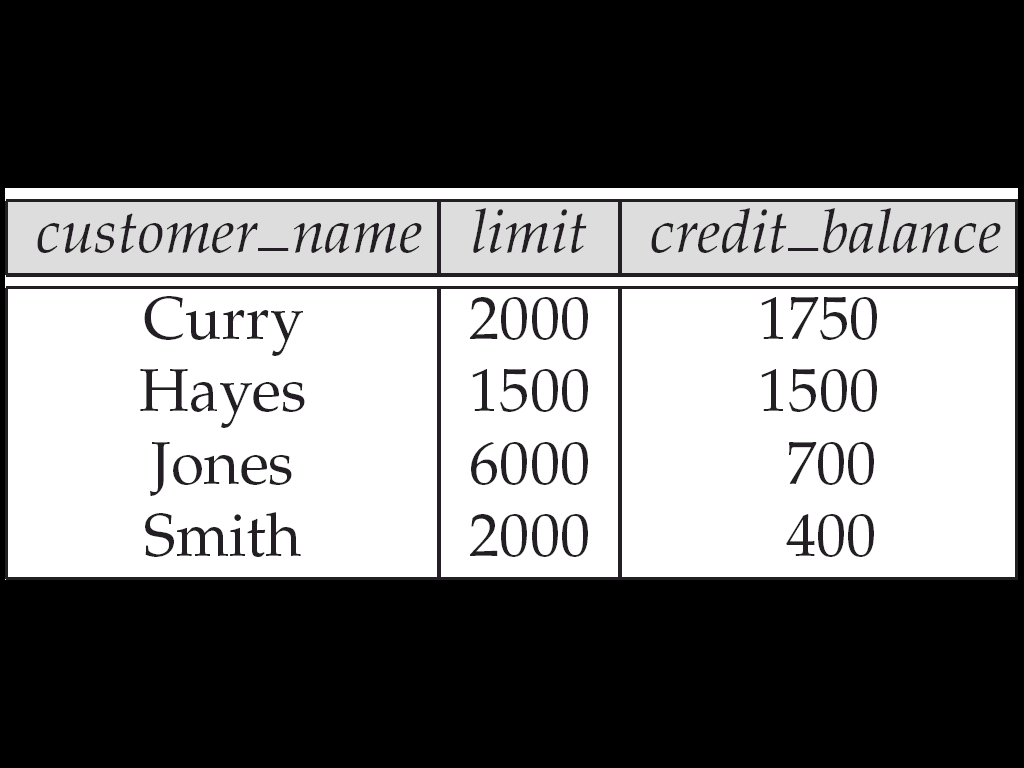 customer_name limit credit_balance
Curry 2000 1750
Hayes 1500 1500
Jones 6000 700
Smith 2000 400